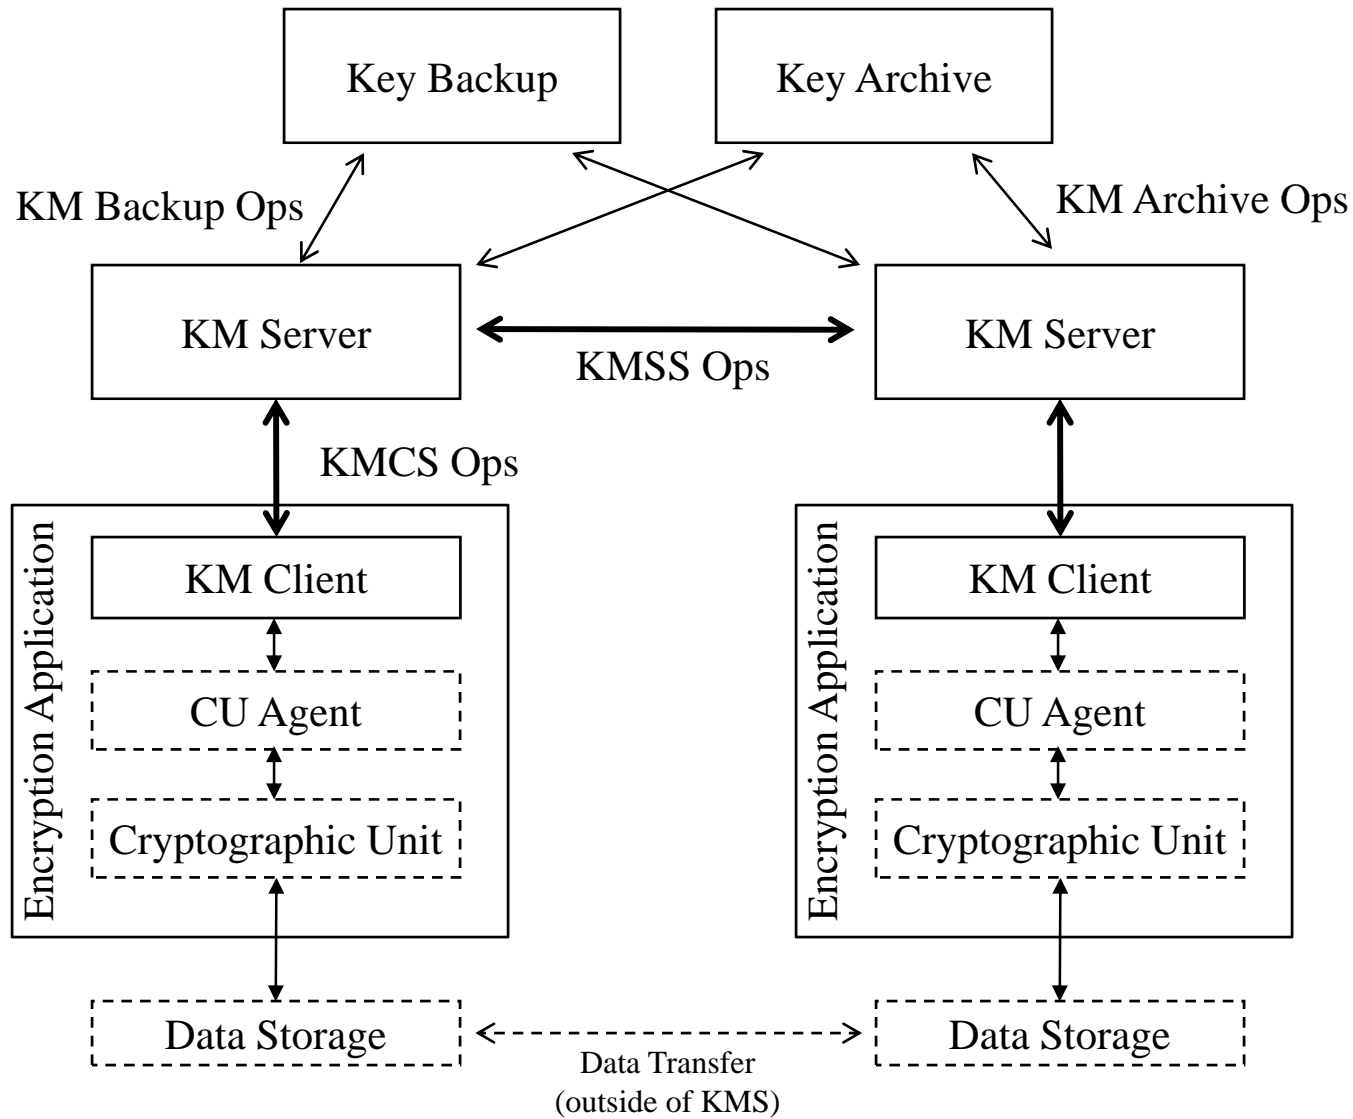 Key Backup
Key Archive
KM Backup Ops
KM Archive Ops
KM Server
KM Server
KMSS Ops
KMCS Ops
Encryption Application
KM Client
CU Agent
Cryptographic Unit
Encryption Application
KM Client
CU Agent
Cryptographic Unit
Data Storage
Data Storage
Data Transfer
(outside of KMS)